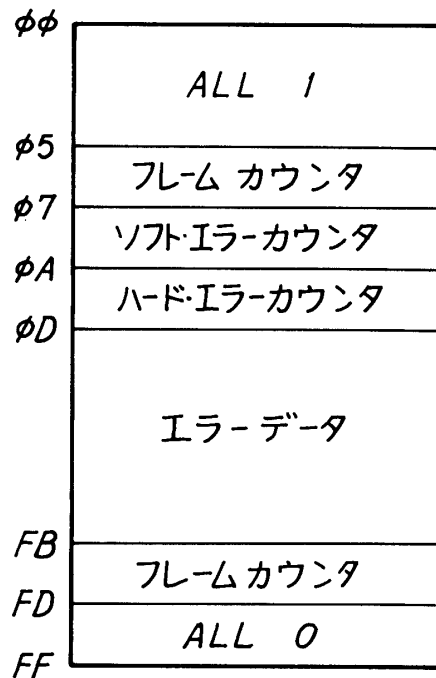 φφ
ALL 1
φ5
フレーム カウンタ
φ7
ソフト・エラーカウンタ
φA
ハード・エラーカウンタ
φD
エラーデータ
FB
フレームカウンタ
FD
ALL 0
FF